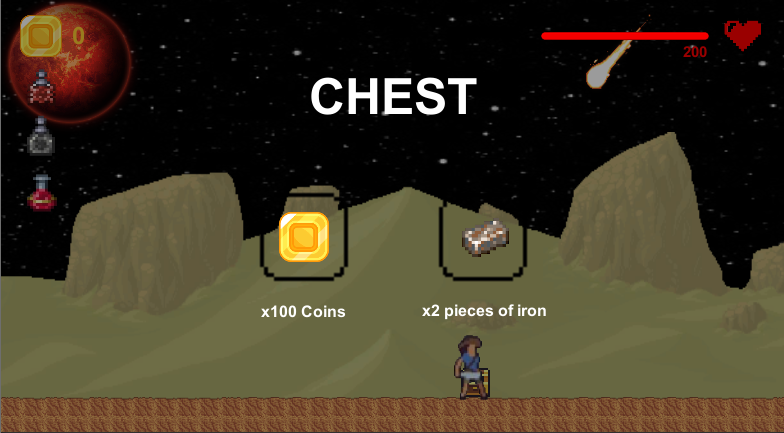 0
200
CHEST
x100 Coins
x2 pieces of iron